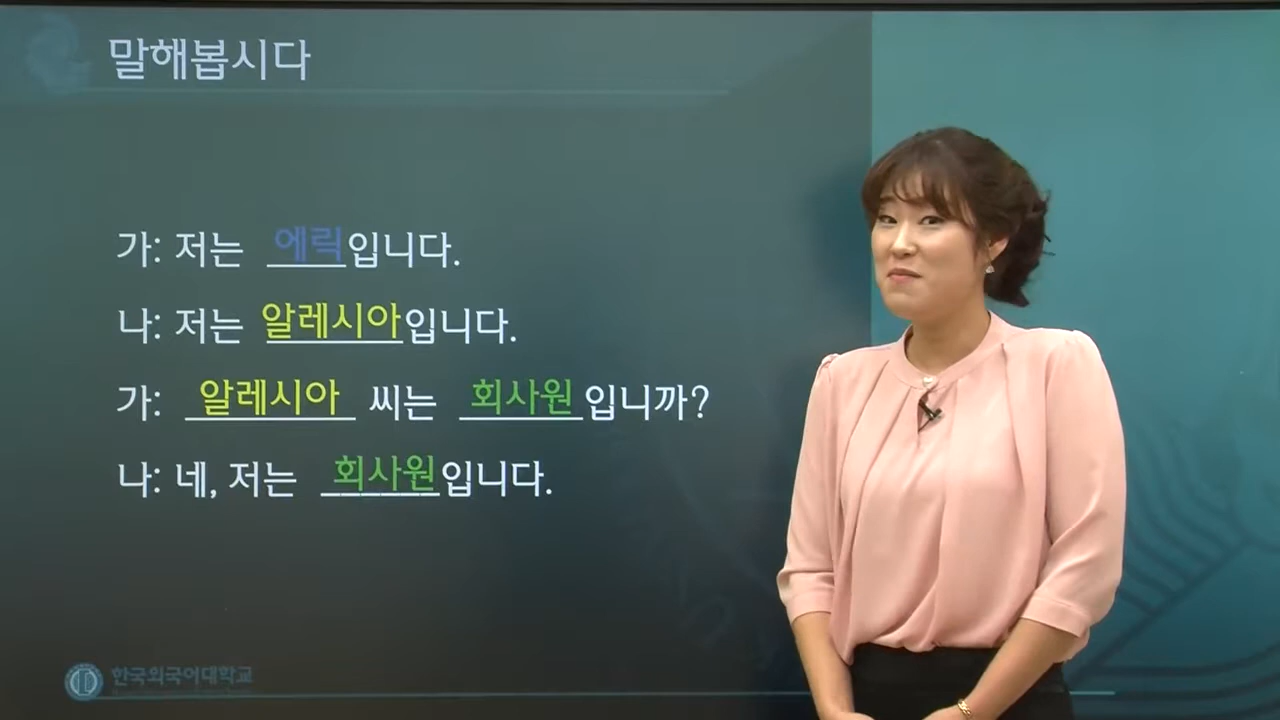 말해봅시다
가: 저는 에릭입니다.
나: 저는 알레시아입니다.
가: 알레시아 씨는 회사원입니까?
나: 네, 저는 회사원입니다.
한국외국어대학교